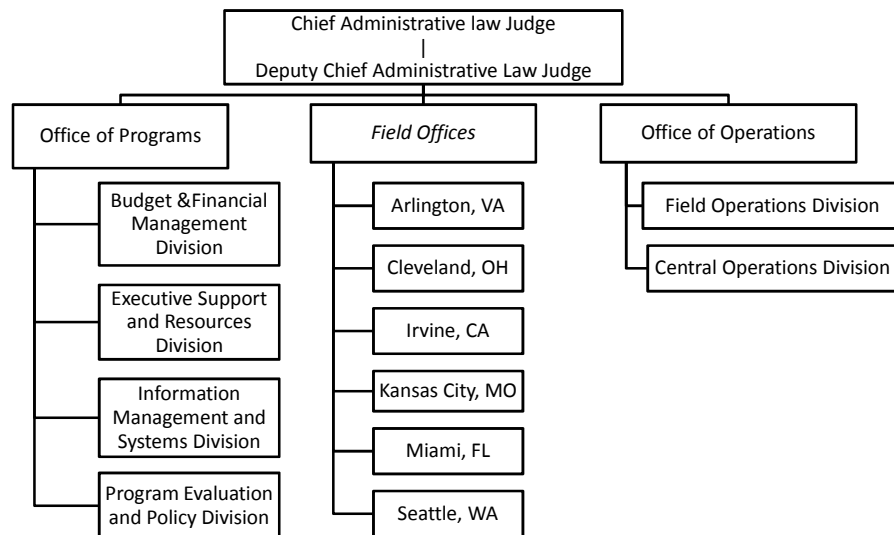 Chief Administrative law Judge
|
Deputy Chief Administrative Law Judge
Office of Programs
Budget &Financial
Management
Division
Executive Support
and Resources
Division
Information
Management and
Systems Division
Program Evaluation
and Policy Division
Field Offices
Arlington, VA
Cleveland, OH
Irvine, CA
Kansas City, MO
Miami, FL
Seattle, WA
Office of Operations
Field Operations Division
Central Operations Division